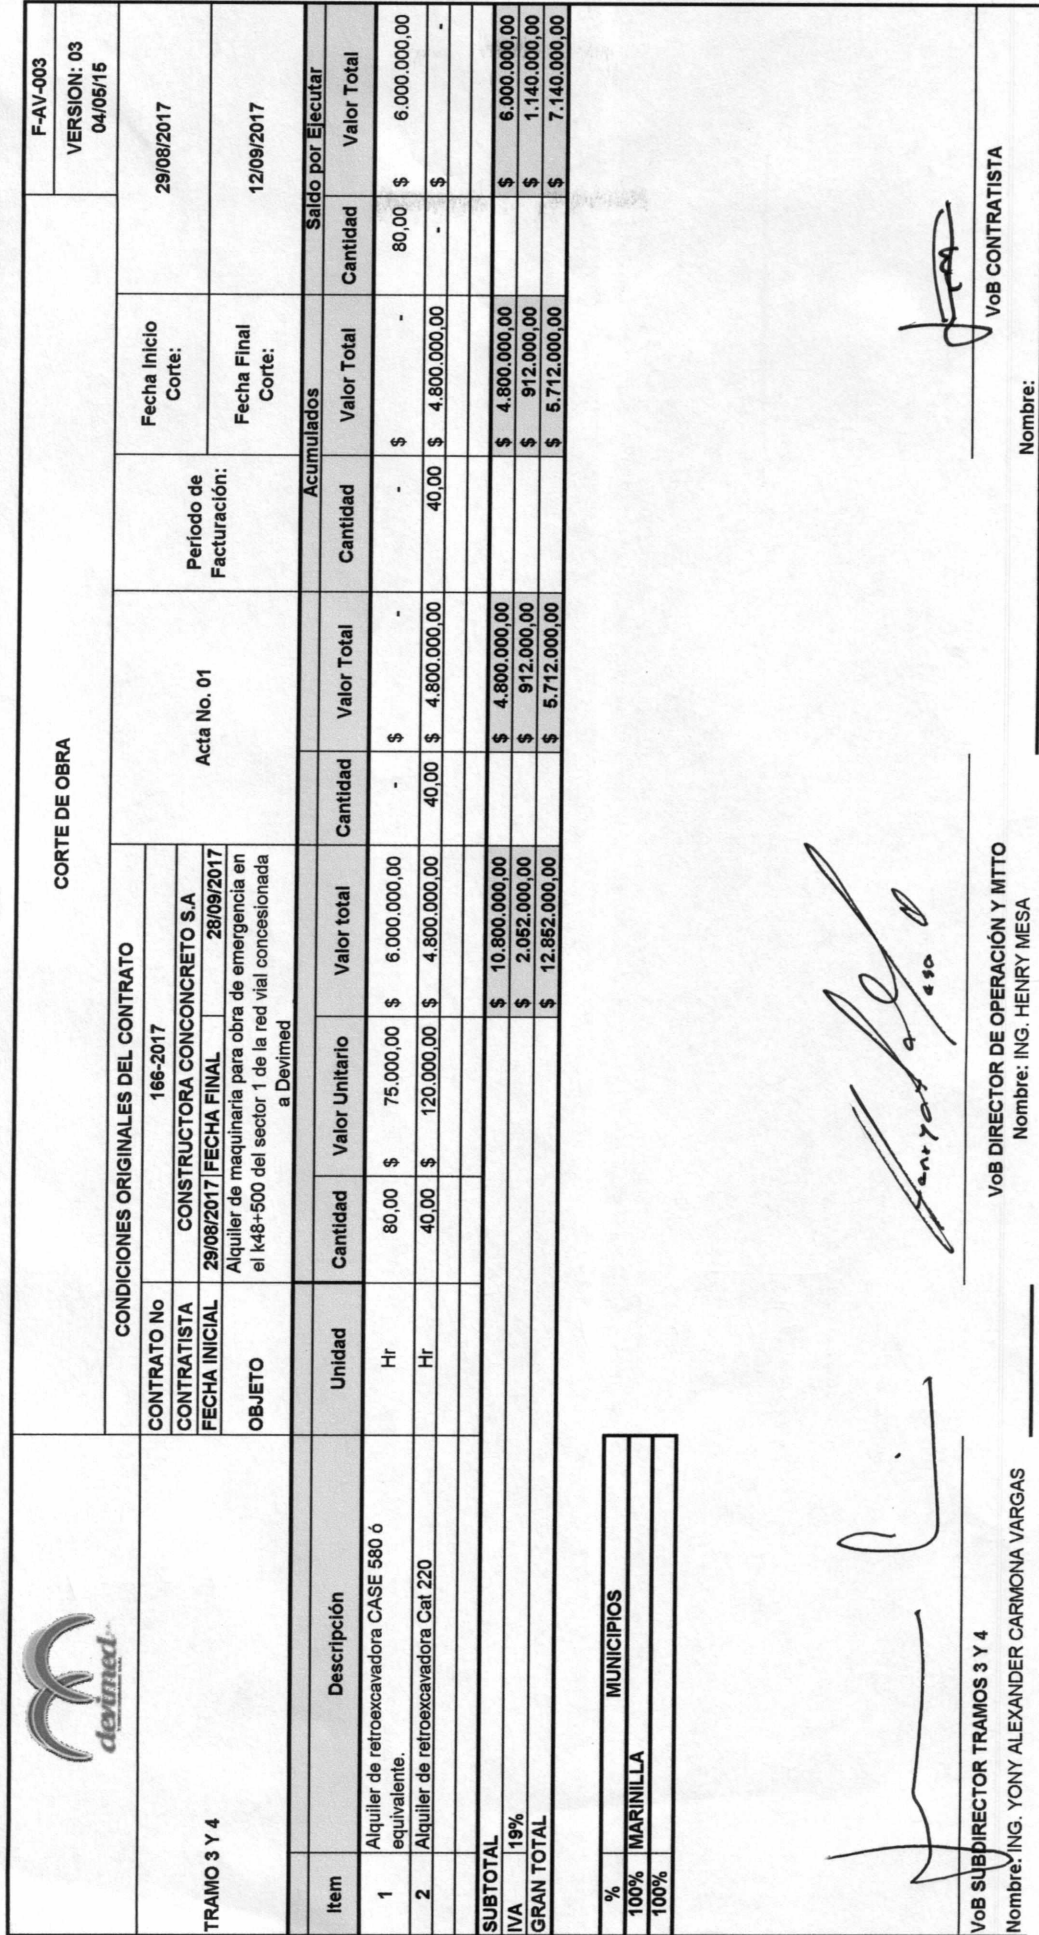 devimed
CORTE DE OBRA
F-AV-003
VERSION: 03
04/05/15
TRAMO 3 Y 4
CONDICIONES ORIGINALES DEL CONTRATO
CONTRATO No 166-2017
CONTRATISTA CONSTRUCTORA CONCONCRETO S.A
FECHA INICIAL 29/08/2017 FECHA FINAL 28/09/2017
OBJETO
Alquiler de maquinaria para obra de emergencia en
el k48+500 del sector 1 de la red vial concesionada
a Devimed
Acta No. 01
Periodo de
Facturación:
Fecha Inicio
Corte:
29/08/2017
Fecha Final
Corte:
12/09/2017
Acumulados Saldo por Ejecutar
Item Descripción Unidad Cantidad Valor Unitario Valor total Cantidad Valor Total Cantidad Valor Total Cantidad Valor Total
1 Alquiler de retroexcavadora CASE 580 ó
equivalente.
Hr 80,00 $ 75.000,00 $ 6.000.000,00 - $ - - $ - 80,00 $ 6.000.000,00
2 Alquiler de retroexcavadora Cat 220 Hr 40,00 $ 120.000,00 $ 4.800.000,00 40,00 $ 4.800.000,00 40,00 $ 4.800.000,00 - $ -
SUBTOTAL $ 10.800.000,00 $ 4.800.000,00 $ 4.800.000,00 $ 6.000.000,00
IVA 19% $ 2.052.000,00 $ 912.000,00 $ 912.000,00 $ 1.140.000,00
GRAN TOTAL $ 12.852.000,00 $ 5.712.000,00 $ 5.712.000,00 $ 7.140.000,00
% MUNICIPIOS
100% MARINILLA
100%
VoB SUBDIRECTOR TRAMOS 3 Y 4
Nombre: ING. YONY ALEXANDER CARMONA VARGAS
VoB DIRECTOR DE OPERACIÓN Y MTTO
Nombre: ING. HENRY MESA
VoB CONTRATISTA
Nombre: